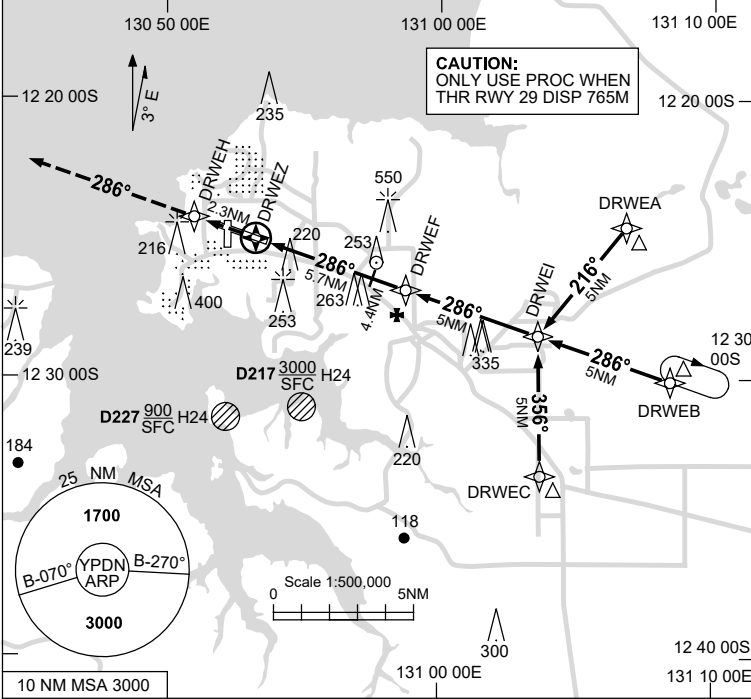 130 50 00E
131 00 00E
131 10 00E
CAUTION:
ONLY USE PROC WHEN
THR RWY 29 DISP 765M
12 20 00S
12 20 00S
3° E
235
DRWEH
DRWEZ
550
286°
2.3NM
DRWEA
216
220
253
DRWEF
286°
5.7NM
216°
5NM
400
253
263
4.4NM
286°
5NM
DRWEI
239
335
286°
5NM
12 30
00S
12 30 00S
D217 3000
SFC H24
DRWEB
D227 900
SFC H24
356°
5NM
184
220
DRWEC
25 NM MSA
1700
118
B-070°
YPDN
ARP
B-270°
Scale 1:500,000
0 5NM
3000
300
12 40 00S
10 NM MSA 3000
131 00 00E
131 10 00E